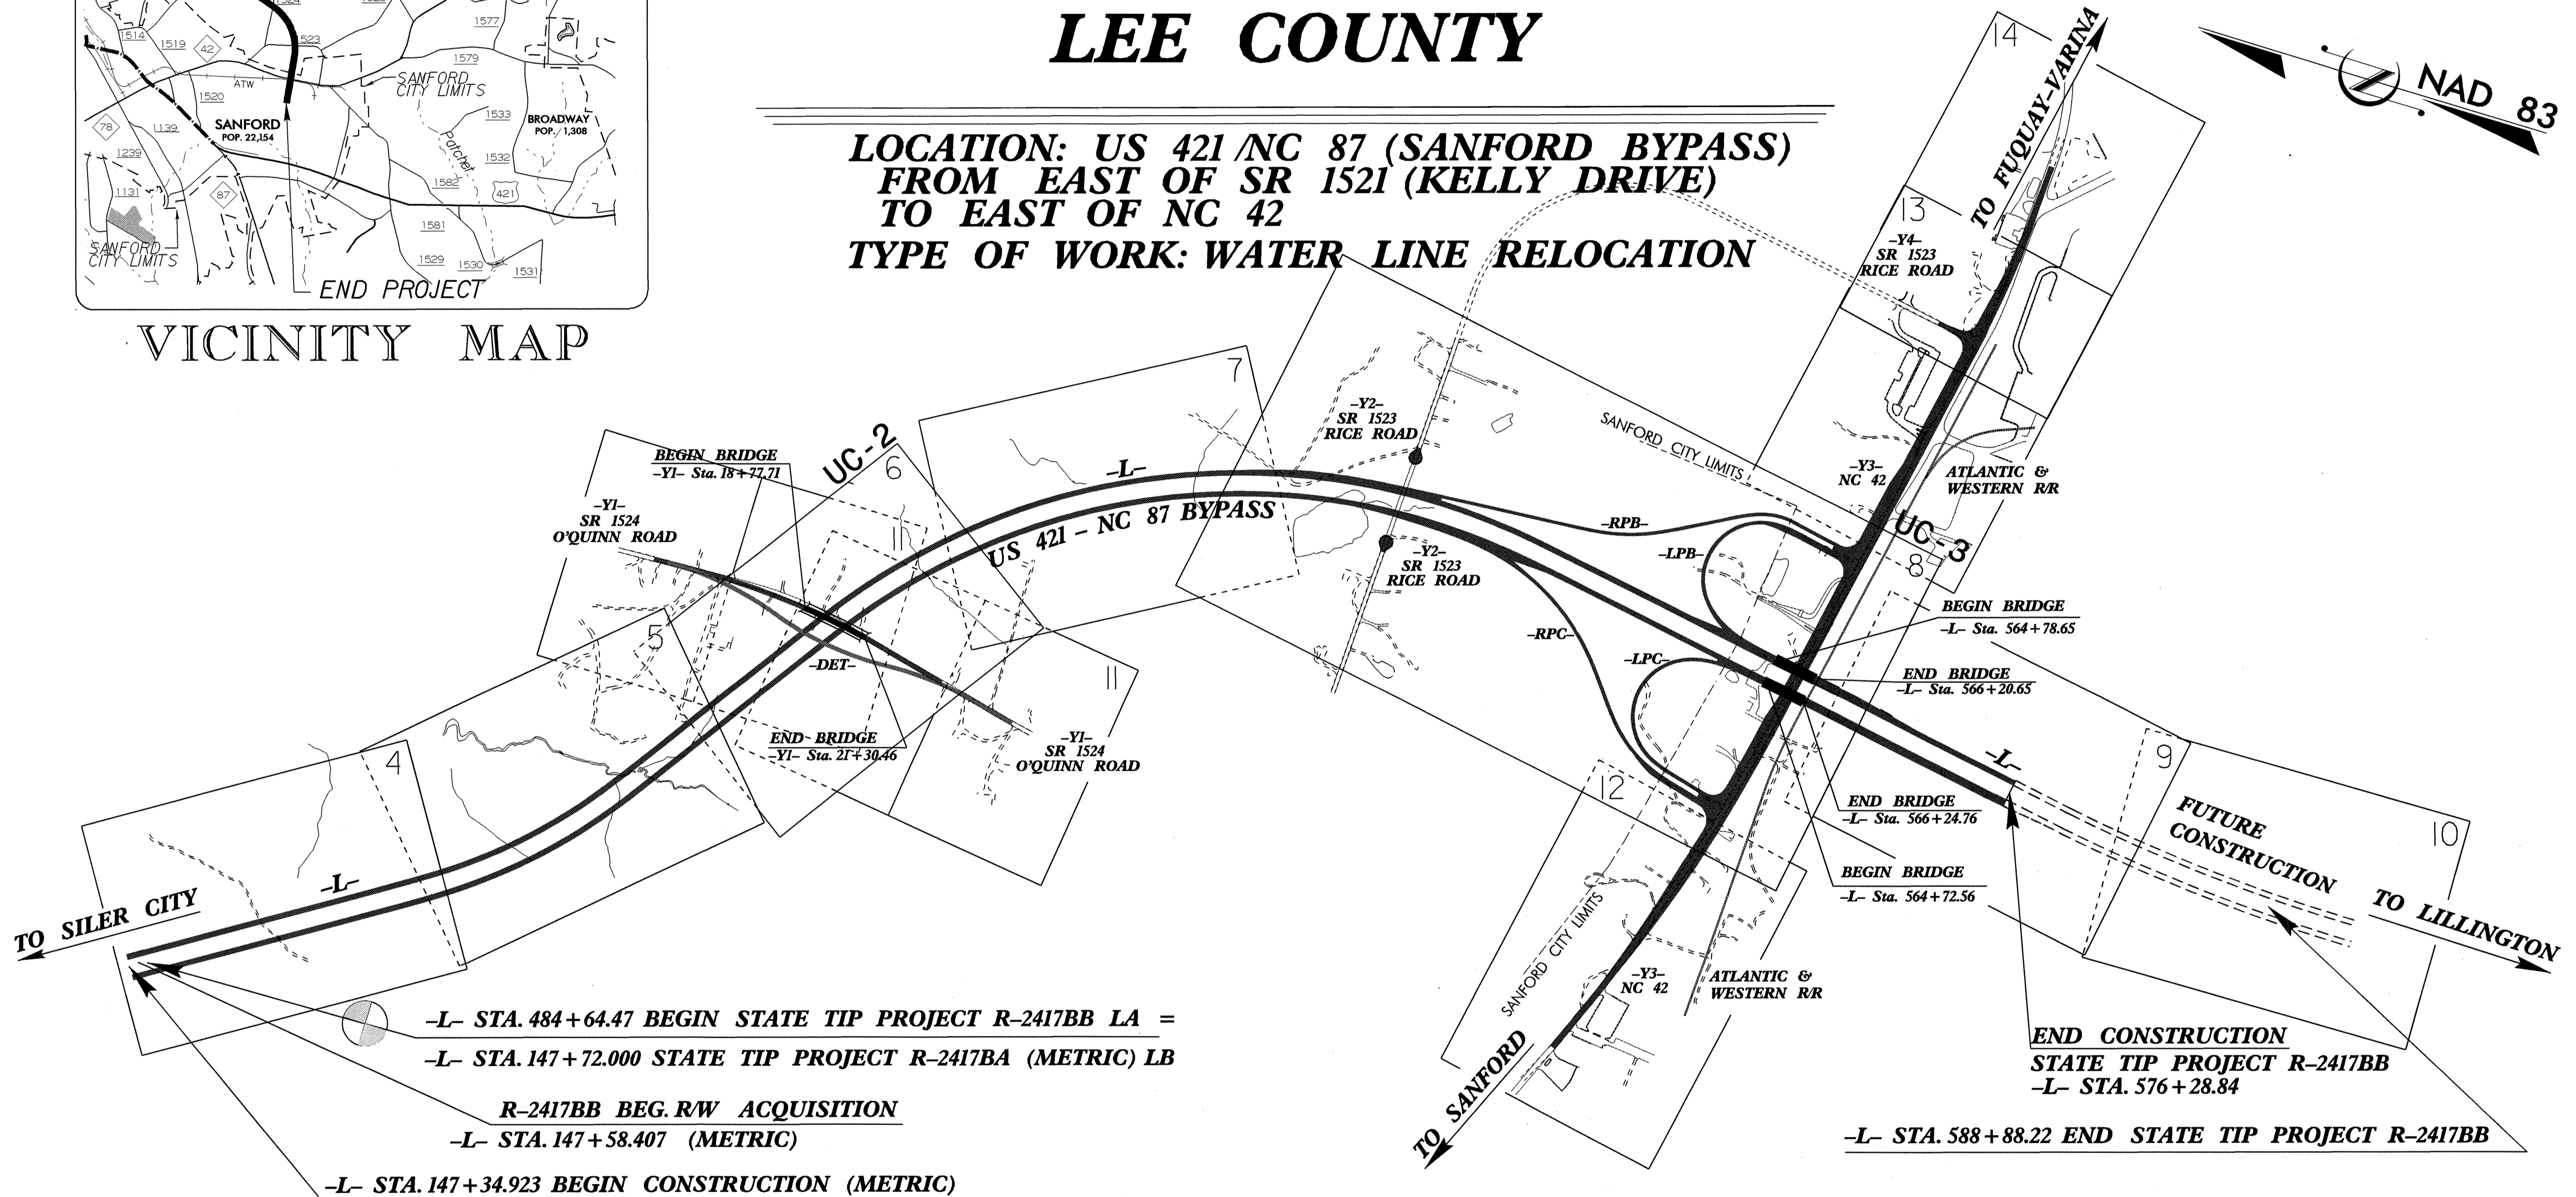 LEE COUNTY
LOCATION: US 421 /NC 87 (SANFORD BYPASS)
FROM EAST OF SR 1521 (KELLY DRIVE)
TO EAST OF NC 42
TYPE OF WORK: WATER LINE RELOCATION
NAD 83
1514
1519
42
1523
1577
1579
ATW
SANFORD
CITY LIMITS
1520
1533
78
1139
SANFORD
POP. 22,154
BROADWAY
POP. 1,308
Patchet
1239
1532
1131
87
1582
421
1581
SANFORD
CITY LIMITS
1529
1530
1531
END PROJECT
VICINITY MAP
14
TO FUQUAY-VARINA
13
-Y4-
SR 1523
RICE ROAD
7
-Y2-
SR 1523
RICE ROAD
SANFORD CITY LIMITS
-Y3-
NC 42
ATLANTIC &
WESTERN R/R
BEGIN BRIDGE
-Y1- Sta. 18+77.71
UC-2
6
-L-
US 421 - NC 87 BYPASS
-Y1-
SR 1524
O'QUINN ROAD
11
-Y2-
SR 1523
RICE ROAD
-RPB-
-LPB-
UC-3
8
BEGIN BRIDGE
-L- Sta. 564+78.65
5
-DET-
-RPC-
-LPC-
END BRIDGE
-L- Sta. 566+20.65
11
END BRIDGE
-Y1- Sta. 21+30.46
-Y1-
SR 1524
O'QUINN ROAD
4
-L-
9
12
END BRIDGE
-L- Sta. 566+24.76
FUTURE
CONSTRUCTION
10
BEGIN BRIDGE
-L- Sta. 564+72.56
TO LILLINGTON
-L-
TO SILER CITY
SANFORD CITY LIMITS
-Y3-
NC 42
ATLANTIC &
WESTERN R/R
TO SANFORD
-L- STA. 484+64.47 BEGIN STATE TIP PROJECT R-2417BB LA =
-L- STA. 147+72.000 STATE TIP PROJECT R-2417BA (METRIC) LB
R-2417BB BEG. R/W ACQUISITION
-L- STA. 147+58.407 (METRIC)
-L- STA. 147+34.923 BEGIN CONSTRUCTION (METRIC)
END CONSTRUCTION
STATE TIP PROJECT R-2417BB
-L- STA. 576+28.84
-L- STA. 588+88.22 END STATE TIP PROJECT R-2417BB